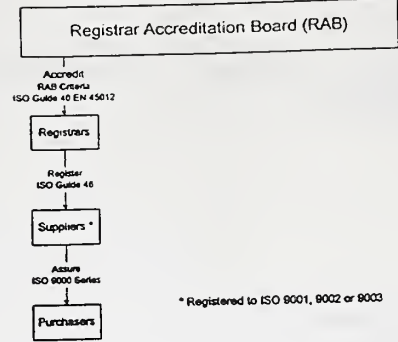 Registrar Accreditation Board (RAB)
Accredit
RAB Criteria
ISO Guide 40 EN 45012
Registrars
Register
ISO Guide 48
Suppliers *
Assure
ISO 9000 Series
* Registered to ISO 9001, 9002 or 9003
Purchasers